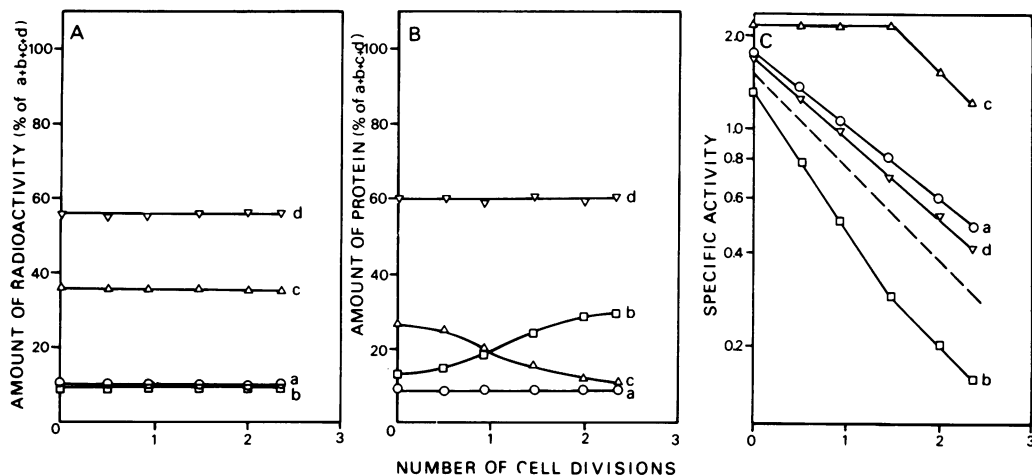 A
AMOUNT OF RADIOACTIVITY (% of a+b+c+d)
100
80
60
40
20
0
0
1
2
3
d
c
a
b
B
AMOUNT OF PROTEIN (% of a+b+c+d)
100
80
60
40
20
0
0
1
2
3
d
b
c
a
NUMBER OF CELL DIVISIONS
C
SPECIFIC ACTIVITY
2.0
1.0
0.8
0.6
0.4
0.2
0
1
2
3
c
a
d
b